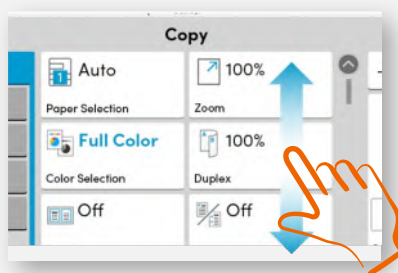 Copy
Auto
100%
Paper Selection
Zoom
Full Color
100%
Color Selection
Duplex
Off
Off